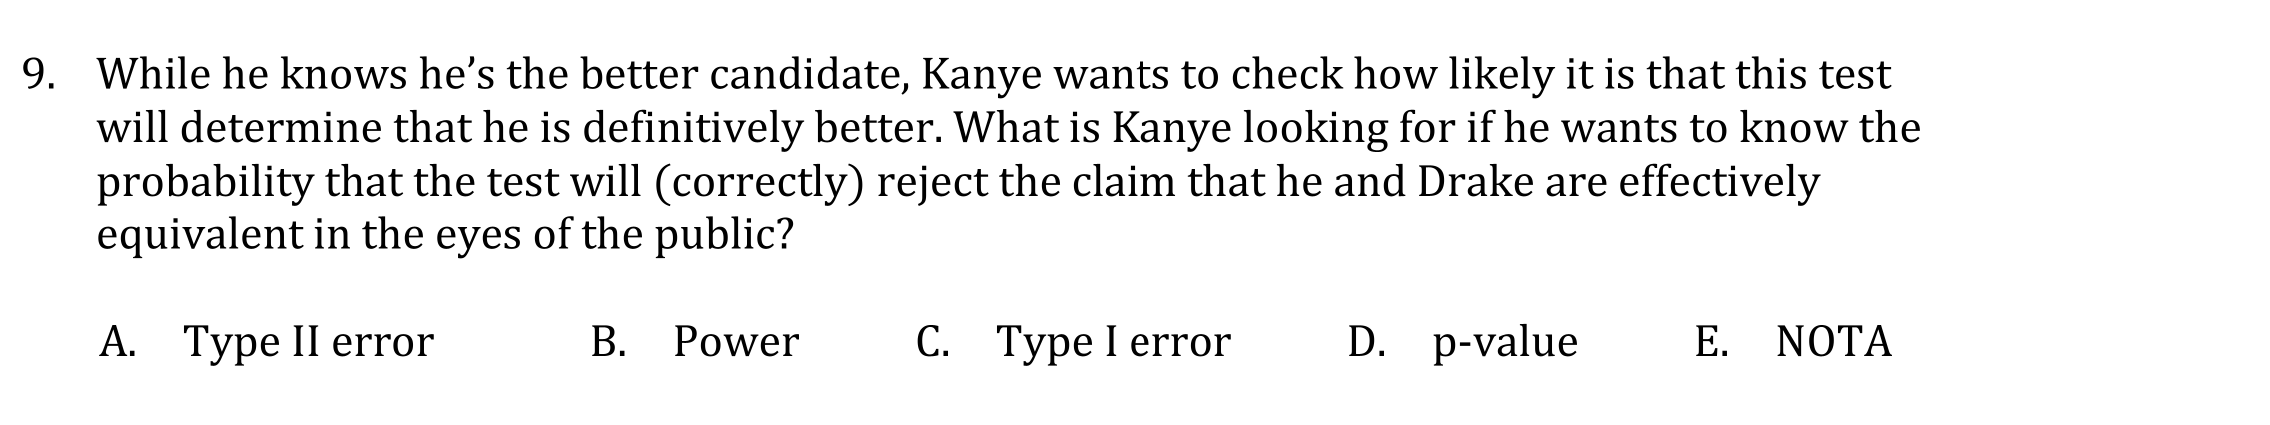 9. While he knows he’s the better candidate, Kanye wants to check how likely it is that this test
will determine that he is definitively better. What is Kanye looking for if he wants to know the
probability that the test will (correctly) reject the claim that he and Drake are effectively
equivalent in the eyes of the public?
A. Type II error B. Power C. Type I error D. p-value E. NOTA